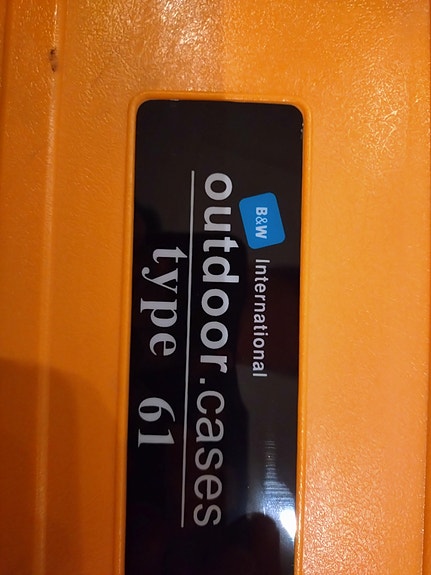 B&W International
outdoor.cases
type 61